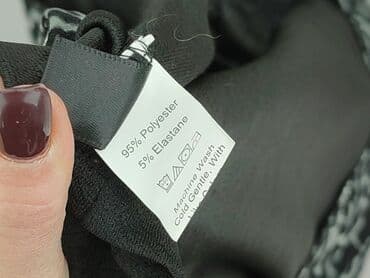 95% Polyester
5% Elastane
Machine Wash
Cold Gentle. With